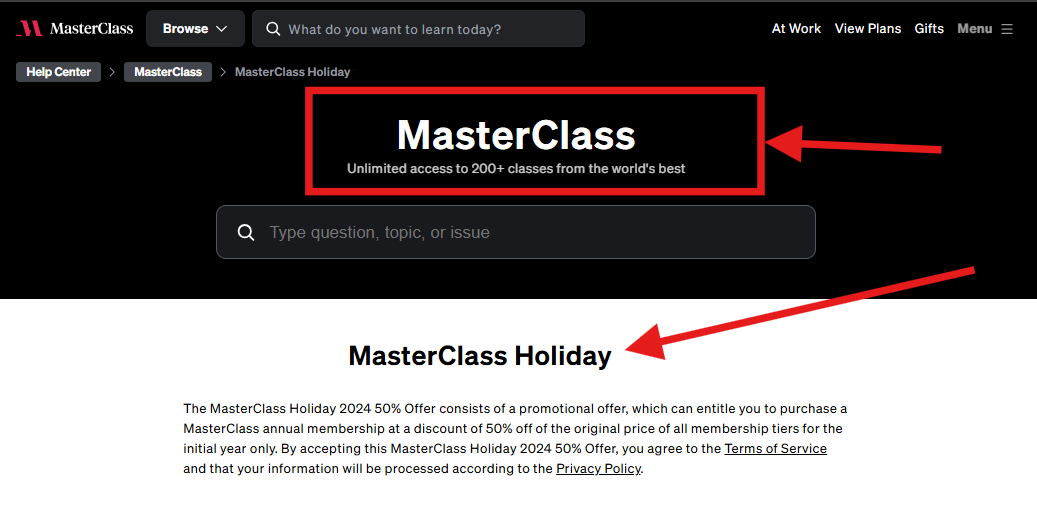 MasterClass Browse What do you want to learn today? At Work View Plans Gifts Menu
Help Center > MasterClass > MasterClass Holiday
MasterClass
Unlimited access to 200+ classes from the world's best
Type question, topic, or issue
MasterClass Holiday
The MasterClass Holiday 2024 50% Offer consists of a promotional offer, which can entitle you to purchase a
MasterClass annual membership at a discount of 50% off of the original price of all membership tiers for the
initial year only. By accepting this MasterClass Holiday 2024 50% Offer, you agree to the Terms of Service
and that your information will be processed according to the Privacy Policy.